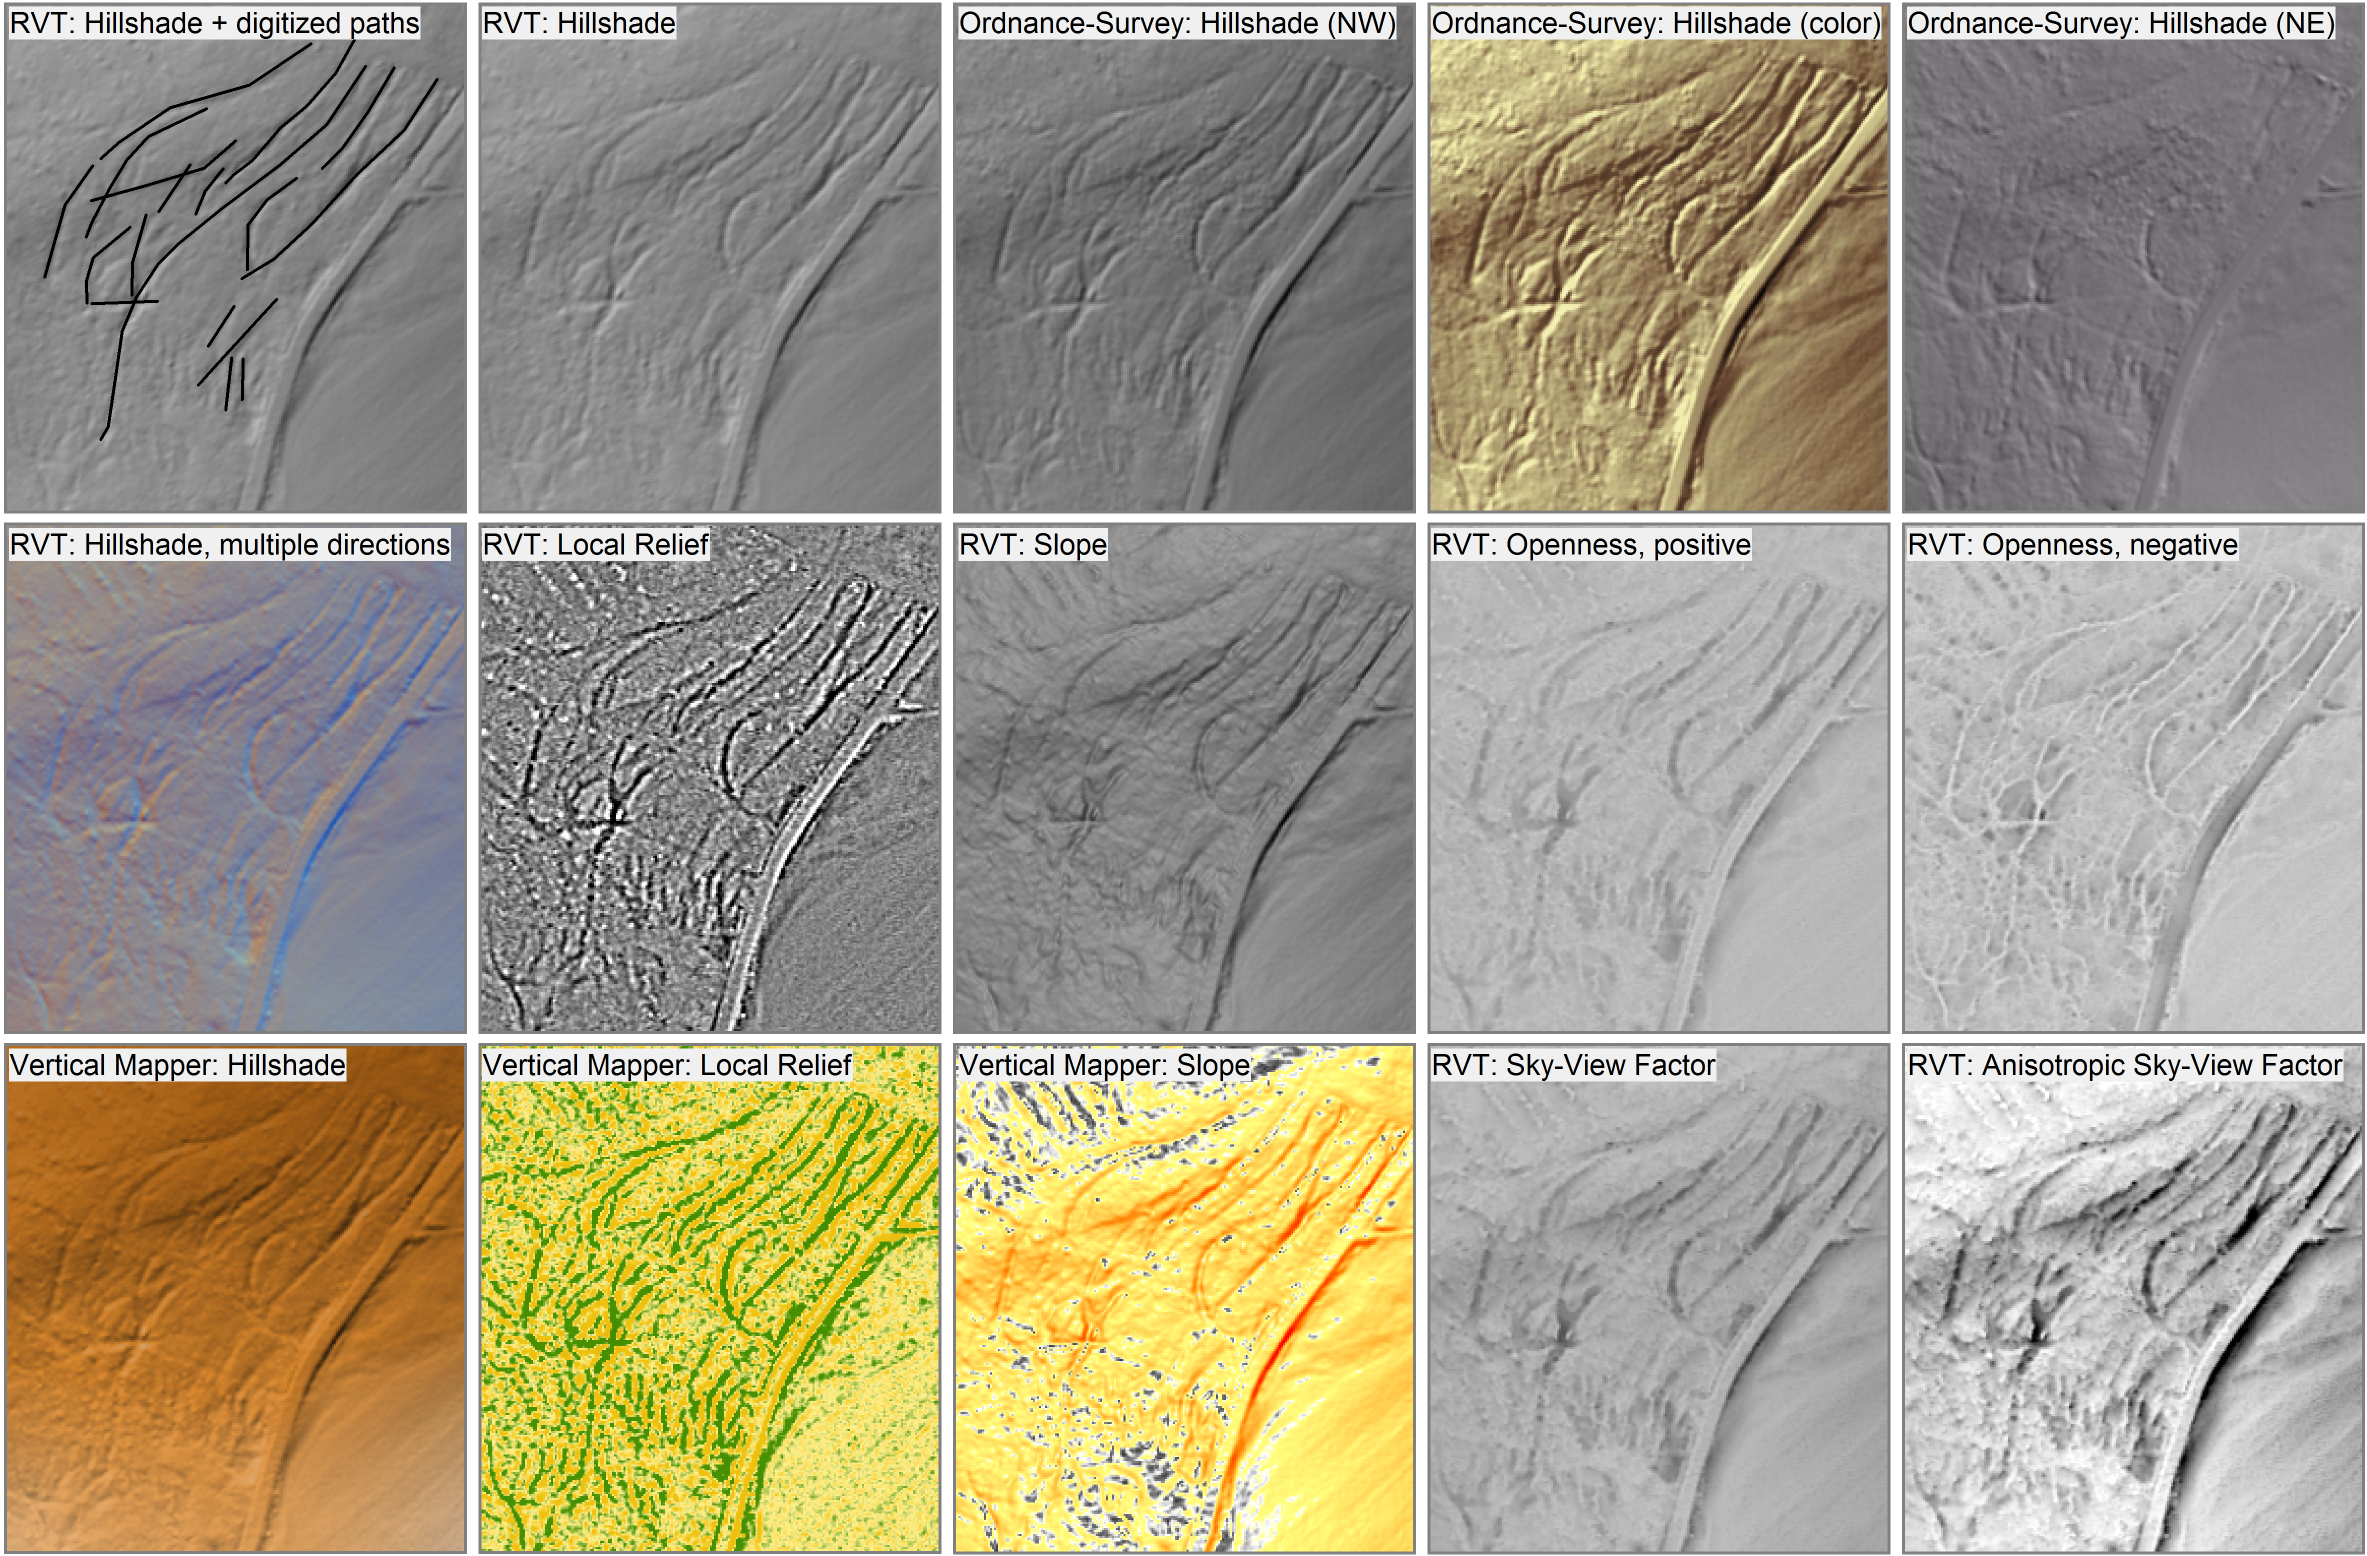 RVT: Hillshade + digitized paths
RVT: Hillshade
Ordnance-Survey: Hillshade (NW)
Ordnance-Survey: Hillshade (color)
Ordnance-Survey: Hillshade (NE)
RVT: Hillshade, multiple directions
RVT: Local Relief
RVT: Slope
RVT: Openness, positive
RVT: Openness, negative
Vertical Mapper: Hillshade
Vertical Mapper: Local Relief
Vertical Mapper: Slope
RVT: Sky-View Factor
RVT: Anisotropic Sky-View Factor